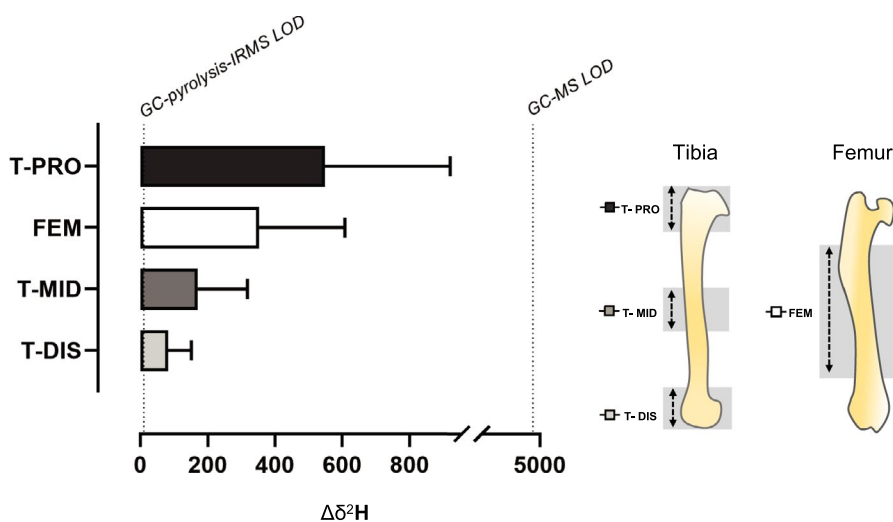 GC-pyrolysis-IRMS LOD
GC-MS LOD
T-PRO
FEM
T-MID
T-DIS
0 200 400 600 800 5000
Δδ²H
Tibia
Femur
T- PRO
T- MID
T- DIS
FEM